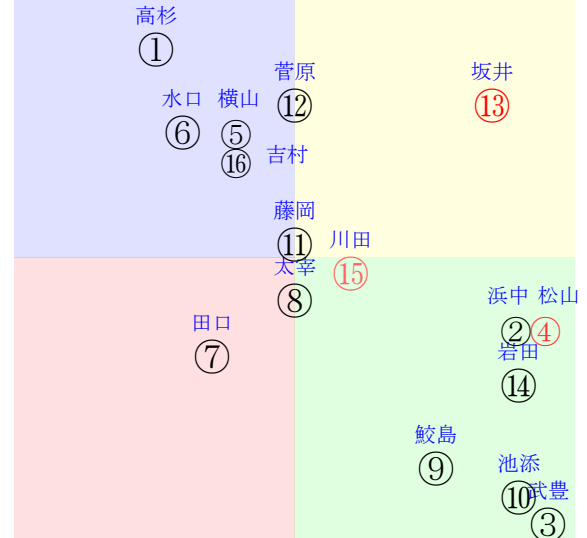 高杉
①
菅原
坂井
⑫
⑬
水口
横山
⑥
⑤
⑯
吉村
藤岡
⑪
川田
太宰
⑮
⑧
浜中
松山
田口
②
④
⑦
岩田
⑭
鮫島
⑨
池添
⑩
武豊
③